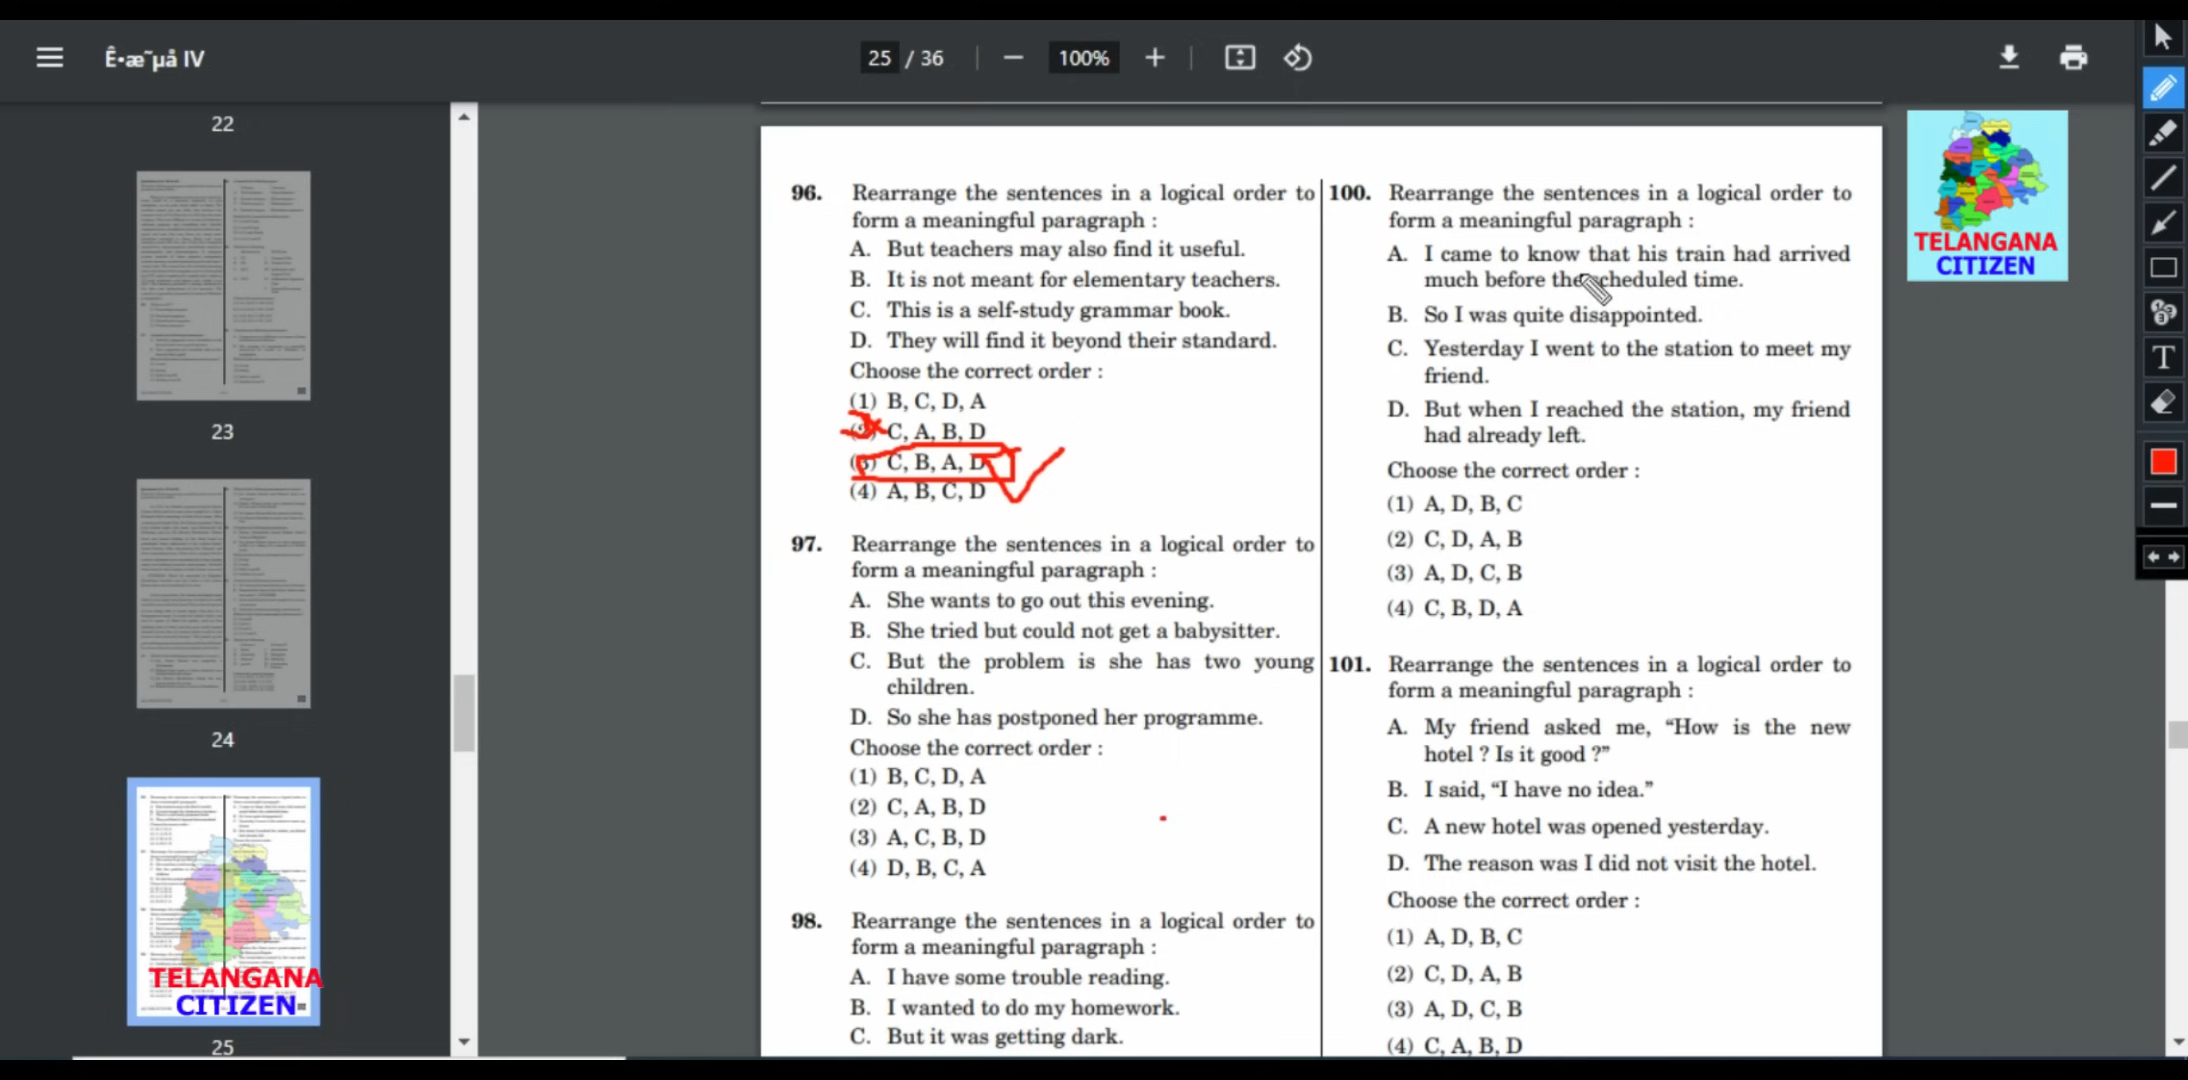 Ê•æ˜µå IV
25 / 36
100%
22
23
24
TELANGANA
CITIZEN
25
96. Rearrange the sentences in a logical order to
form a meaningful paragraph :
A. But teachers may also find it useful.
B. It is not meant for elementary teachers.
C. This is a self-study grammar book.
D. They will find it beyond their standard.
Choose the correct order :
(1) B, C, D, A
(2) C, A, B, D
(3) C, B, A, D
(4) A, B, C, D
97. Rearrange the sentences in a logical order to
form a meaningful paragraph :
A. She wants to go out this evening.
B. She tried but could not get a babysitter.
C. But the problem is she has two young
children.
D. So she has postponed her programme.
Choose the correct order :
(1) B, C, D, A
(2) C, A, B, D
(3) A, C, B, D
(4) D, B, C, A
98. Rearrange the sentences in a logical order to
form a meaningful paragraph :
A. I have some trouble reading.
B. I wanted to do my homework.
C. But it was getting dark.
100. Rearrange the sentences in a logical order to
form a meaningful paragraph :
A. I came to know that his train had arrived
much before the scheduled time.
B. So I was quite disappointed.
C. Yesterday I went to the station to meet my
friend.
D. But when I reached the station, my friend
had already left.
Choose the correct order :
(1) A, D, B, C
(2) C, D, A, B
(3) A, D, C, B
(4) C, B, D, A
101. Rearrange the sentences in a logical order to
form a meaningful paragraph :
A. My friend asked me, “How is the new
hotel ? Is it good ?”
B. I said, “I have no idea.”
C. A new hotel was opened yesterday.
D. The reason was I did not visit the hotel.
Choose the correct order :
(1) A, D, B, C
(2) C, D, A, B
(3) A, D, C, B
(4) C, A, B, D
TELANGANA
CITIZEN
T